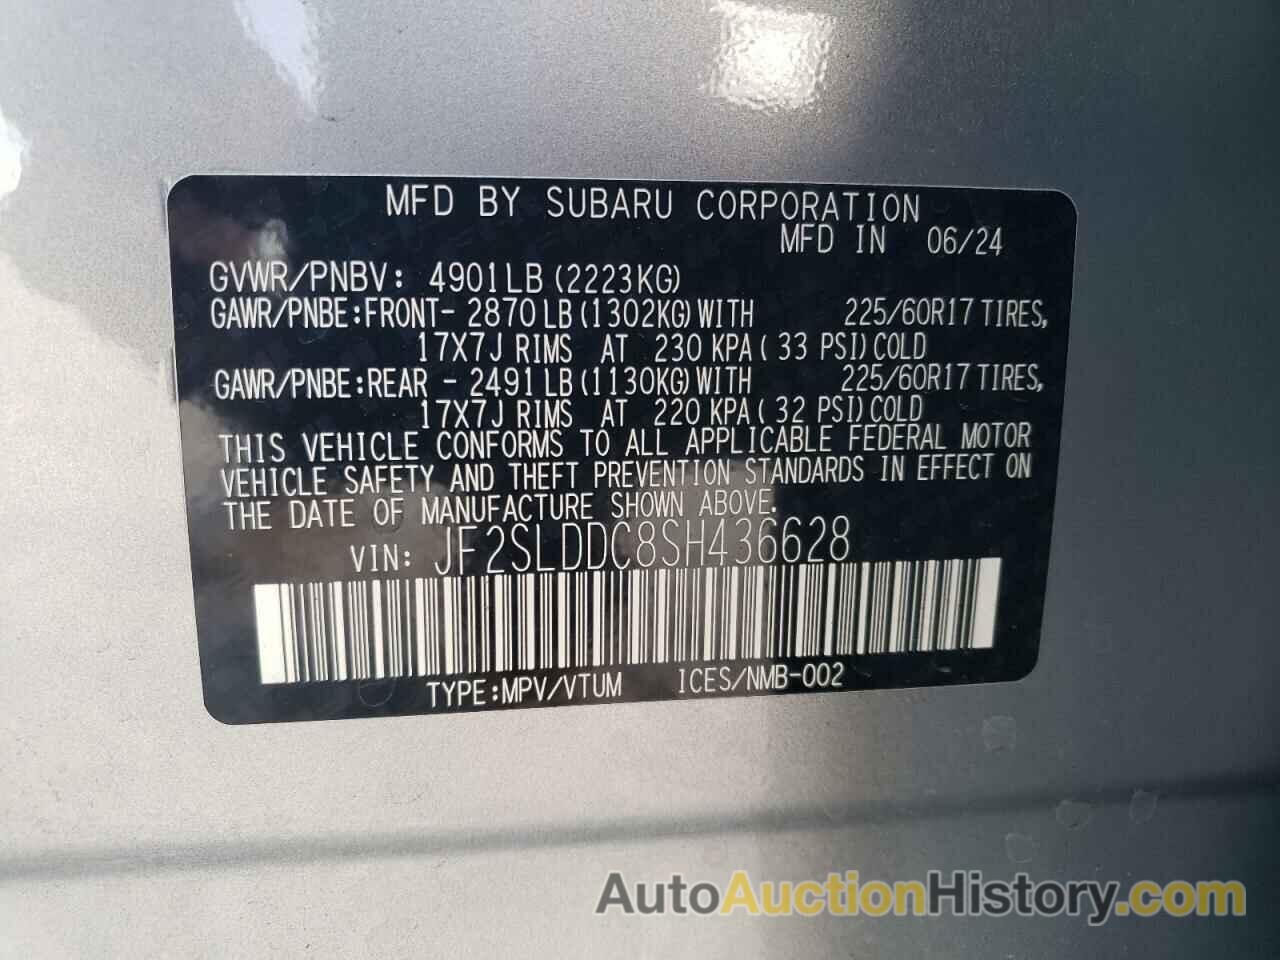 MFD BY SUBARU CORPORATION
MFD IN 06/24
GVWR/PNBV: 4901LB (2223KG)
GAWR/PNBE:FRONT- 2870LB(1302KG)WITH 225/60R17 TIRES,
17X7J RIMS AT 230 KPA( 33 PSI)COLD
GAWR/PNBE:REAR - 2491LB(1130KG)WITH 225/60R17 TIRES,
17X7J RIMS AT 220 KPA( 32 PSI)COLD
THIS VEHICLE CONFORMS TO ALL APPLICABLE FEDERAL MOTOR
VEHICLE SAFETY AND THEFT PREVENTION STANDARDS IN EFFECT ON
THE DATE OF MANUFACTURE SHOWN ABOVE.
VIN: JF2SLDDC8SH436628
TYPE:MPV/VTUM ICES/NMB-002
AutoAuctionHistory.com